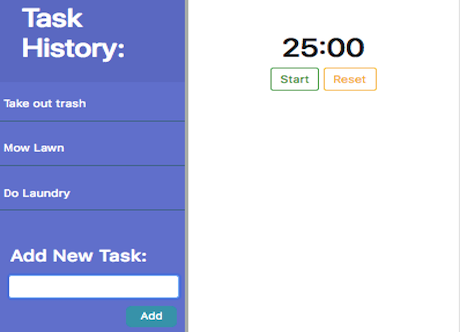 Task
History:
Take out trash
Mow Lawn
Do Laundry
Add New Task:
Add
25:00
Start Reset